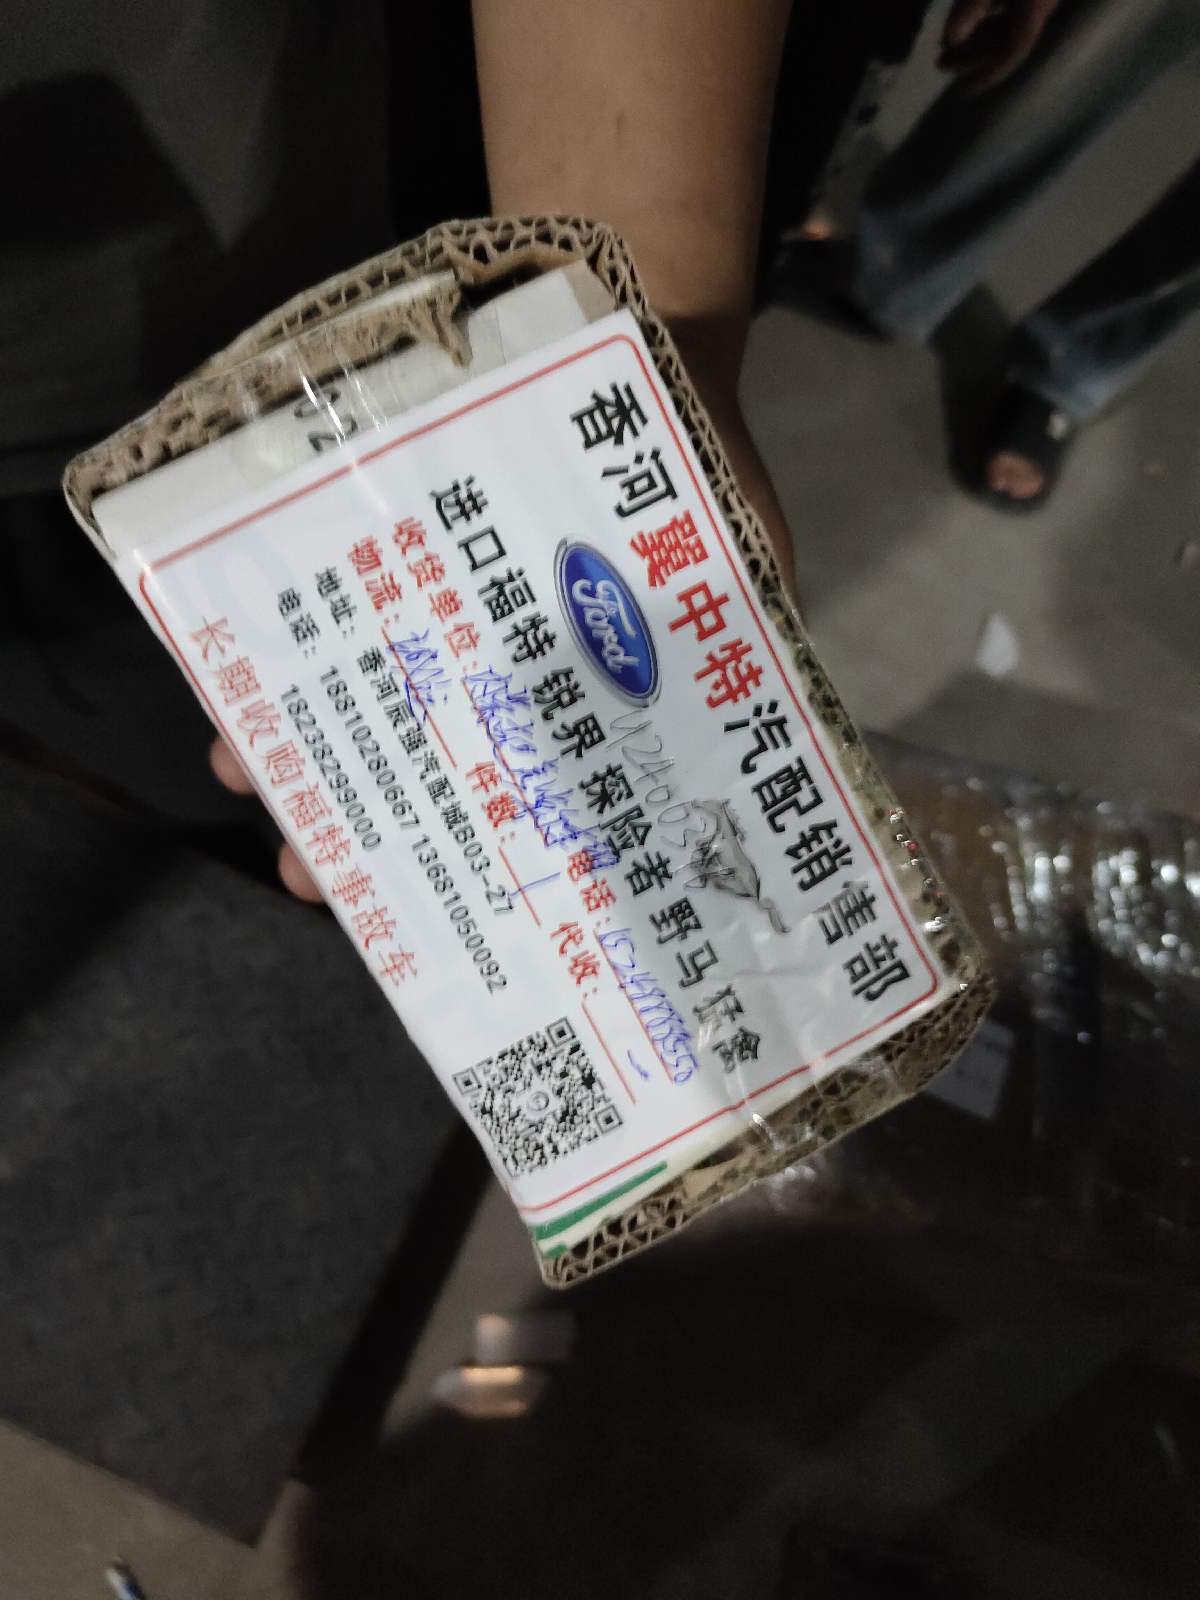 香河翼中特汽配销售部
Ford
进口福特 锐界 探险者 野马 猛禽
收货单位: 电话: 15248885550
物流: 件数: 1 代收:
地址: 香河辰强汽配城B03-27
电话: 18810280667 13681050092
18238299000
长期收购福特事故车